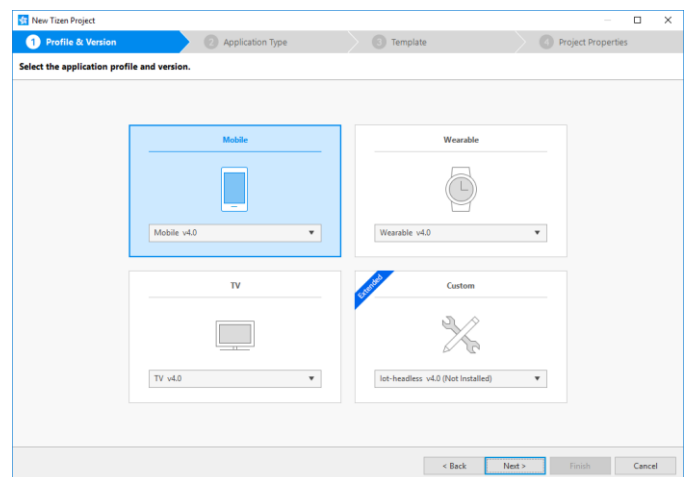 New Tizen Project
1 Profile & Version 2 Application Type 3 Template 4 Project Properties
Select the application profile and version.
Mobile Wearable
Mobile v4.0 Wearable v4.0
TV Extended Custom
TV v4.0 Iot-headless v4.0 (Not Installed)
< Back Next > Finish Cancel